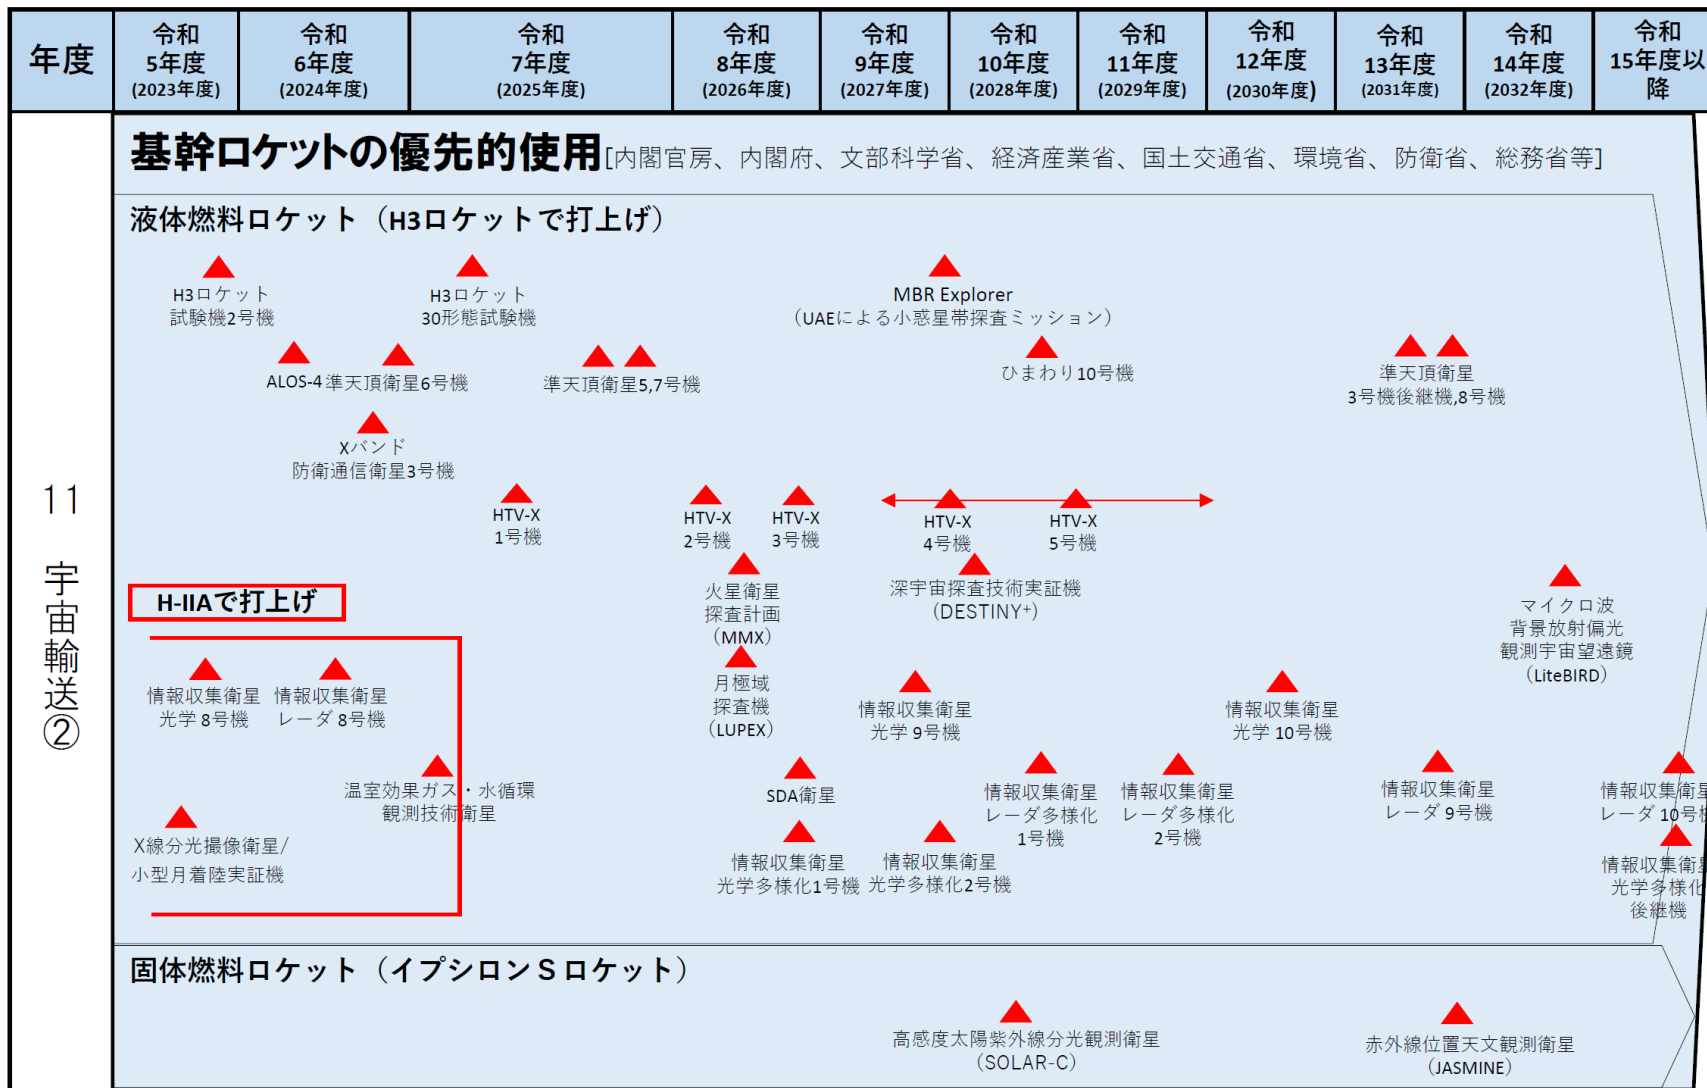 年度
令和
5年度
(2023年度)
令和
6年度
(2024年度)
令和
7年度
(2025年度)
令和
8年度
(2026年度)
令和
9年度
(2027年度)
令和
10年度
(2028年度)
令和
11年度
(2029年度)
令和
12年度
(2030年度)
令和
13年度
(2031年度)
令和
14年度
(2032年度)
令和
15年度以
降
11 宇宙輸送②
基幹ロケットの優先的使用[内閣官房、内閣府、文部科学省、経済産業省、国土交通省、環境省、防衛省、総務省等]
液体燃料ロケット（H3ロケットで打上げ）
H3ロケット
試験機2号機
H3ロケット
30形態試験機
MBR Explorer
（UAEによる小惑星帯探査ミッション）
ALOS-4
準天頂衛星6号機
準天頂衛星5,7号機
ひまわり10号機
準天頂衛星
3号機後継機,8号機
Xバンド
防衛通信衛星3号機
HTV-X
1号機
HTV-X
2号機
HTV-X
3号機
HTV-X
4号機
HTV-X
5号機
火星衛星
探査計画
（MMX）
深宇宙探査技術実証機
（DESTINY⁺）
マイクロ波
背景放射偏光
観測宇宙望遠鏡
（LiteBIRD）
H-IIAで打上げ
情報収集衛星
光学 8号機
情報収集衛星
レーダ 8号機
月極域
探査機
（LUPEX）
情報収集衛星
光学 9号機
情報収集衛星
光学 10号機
温室効果ガス・水循環
観測技術衛星
SDA衛星
情報収集衛星
レーダ多様化
1号機
情報収集衛星
レーダ多様化
2号機
情報収集衛星
レーダ 9号機
情報収集衛星
レーダ 10号機
X線分光撮像衛星/
小型月着陸実証機
情報収集衛星
光学多様化1号機
情報収集衛星
光学多様化2号機
情報収集衛星
光学多様化
後継機
固体燃料ロケット（イプシロンＳロケット）
高感度太陽紫外線分光観測衛星
（SOLAR-C）
赤外線位置天文観測衛星
（JASMINE）